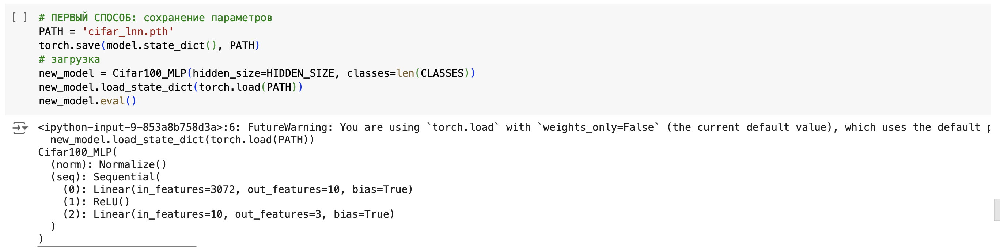 [ ] # ПЕРВЫЙ СПОСОБ: сохранение параметров
PATH = 'cifar_lnn.pth'
torch.save(model.state_dict(), PATH)
# загрузка
new_model = Cifar100_MLP(hidden_size=HIDDEN_SIZE, classes=len(CLASSES))
new_model.load_state_dict(torch.load(PATH))
new_model.eval()
<ipython-input-9-853a8b758d3a>:6: FutureWarning: You are using `torch.load` with `weights_only=False` (the current default value), which uses the default
  new_model.load_state_dict(torch.load(PATH))
Cifar100_MLP(
  (norm): Normalize()
  (seq): Sequential(
    (0): Linear(in_features=3072, out_features=10, bias=True)
    (1): ReLU()
    (2): Linear(in_features=10, out_features=3, bias=True)
  )
)